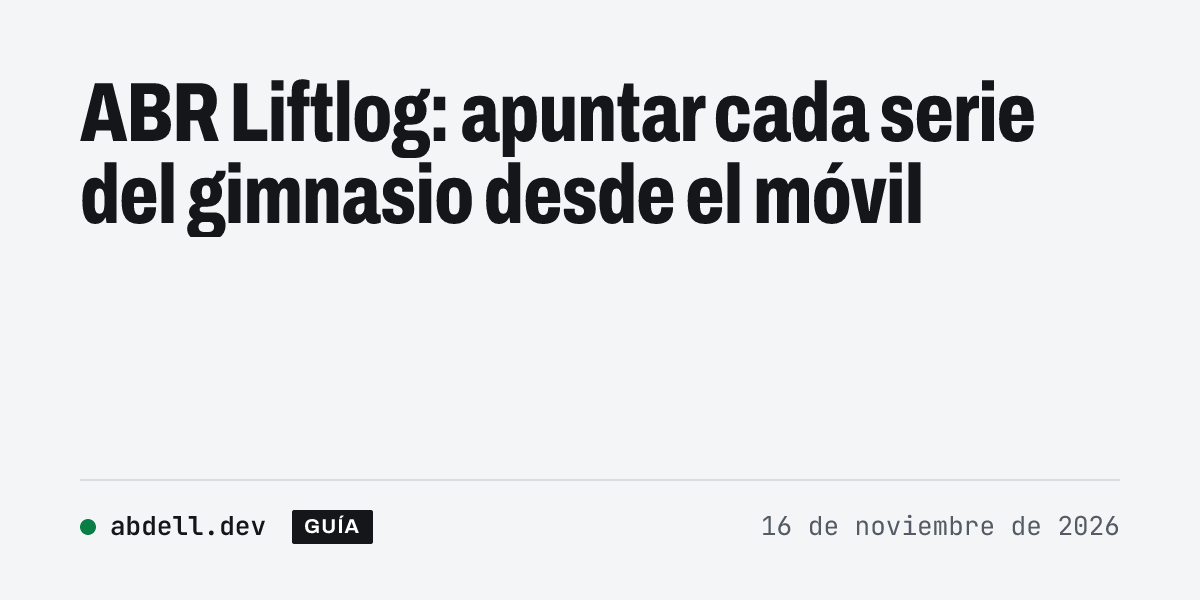 ABR Liftlog: apuntar cada serie
del gimnasio desde el móvil
abdell.dev GUÍA 16 de noviembre de 2026